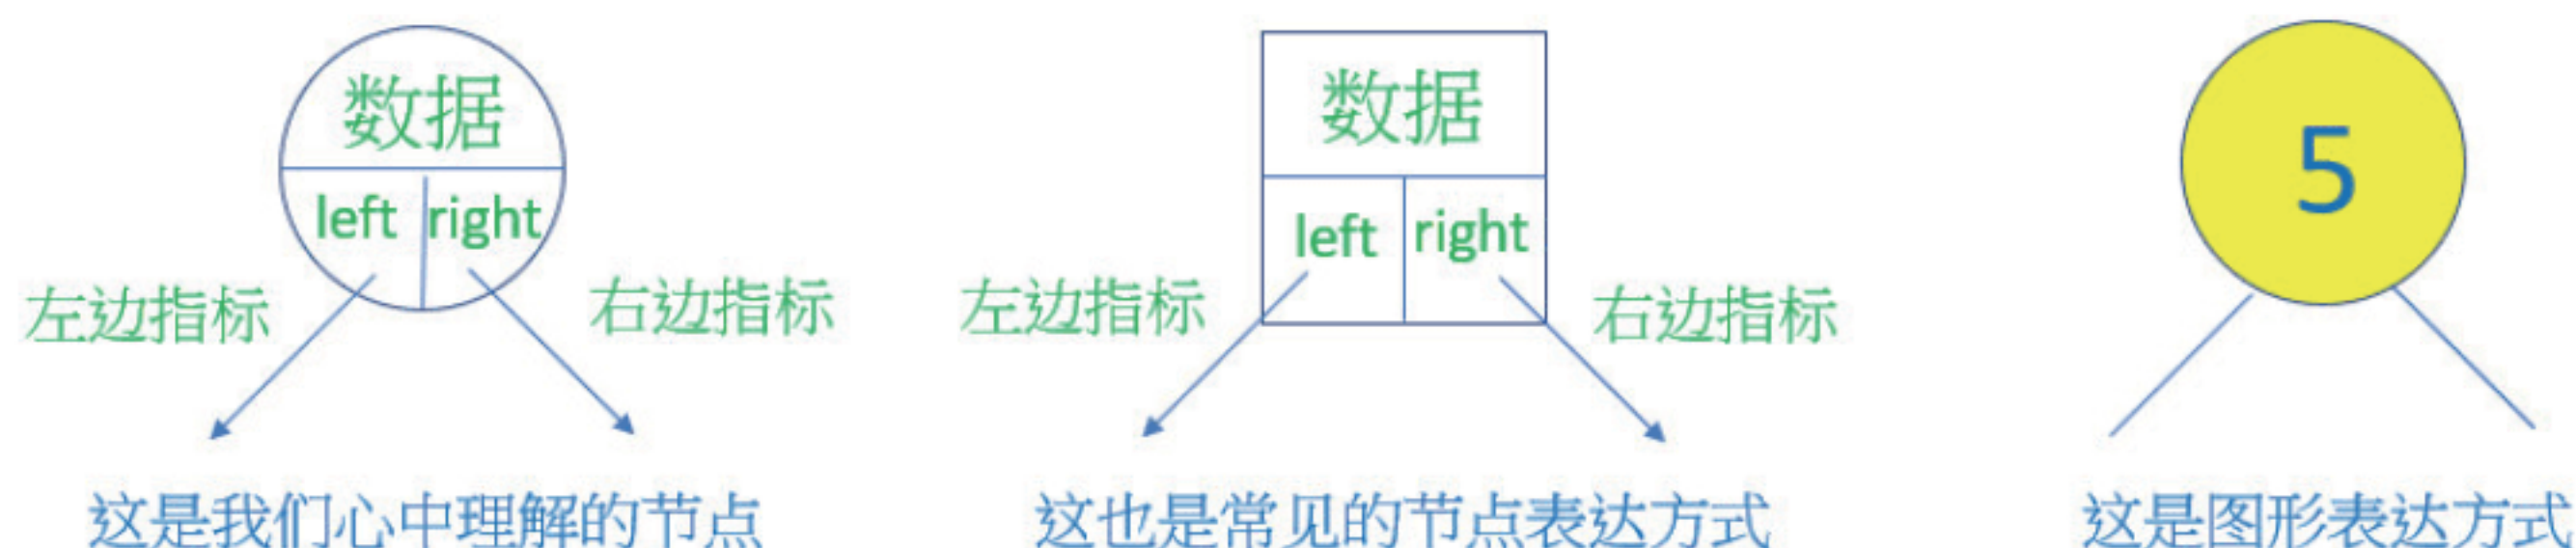 数据
left right
左边指标
右边指标
这是我们心中理解的节点
数据
left right
左边指标
右边指标
这也是常见的节点表达方式
5
这是图形表达方式